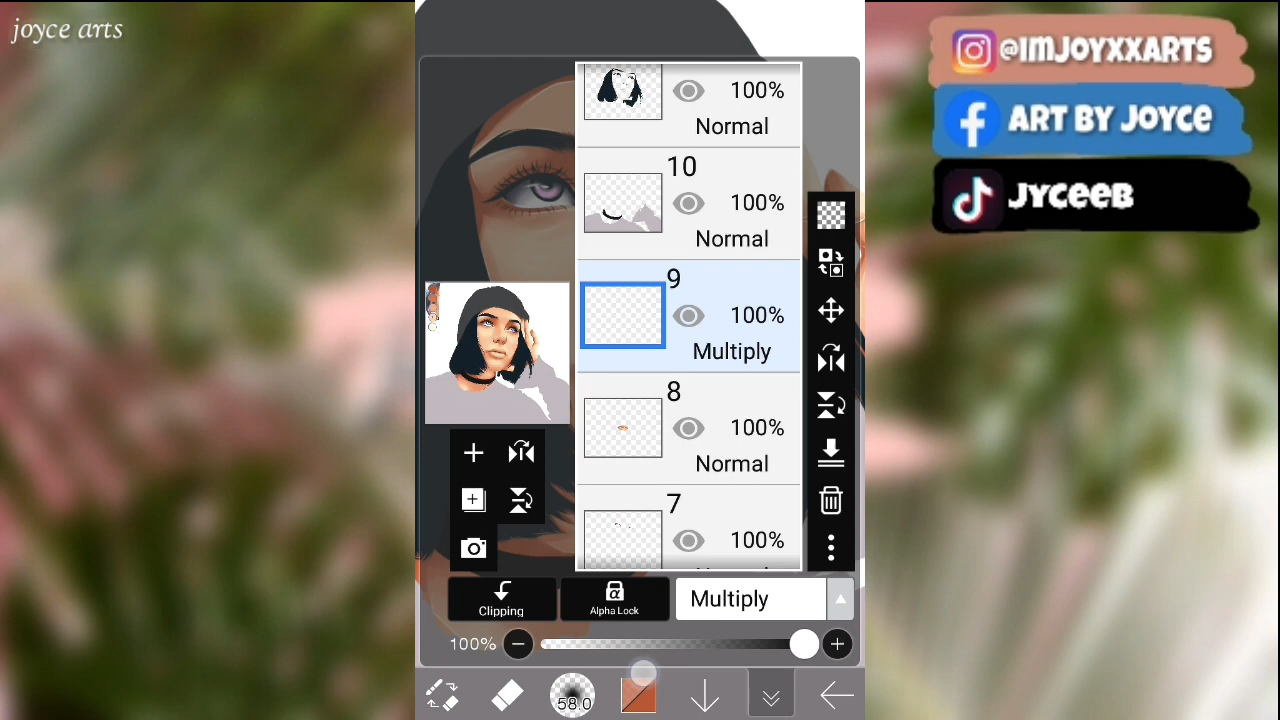 joyce arts
@IMJOYXXARTS
ART BY JOYCE
JYCEEB
100%
Normal
10
100%
Normal
9
100%
Multiply
8
100%
Normal
7
100%
Clipping
α
Alpha Lock
Multiply
100%
58.0